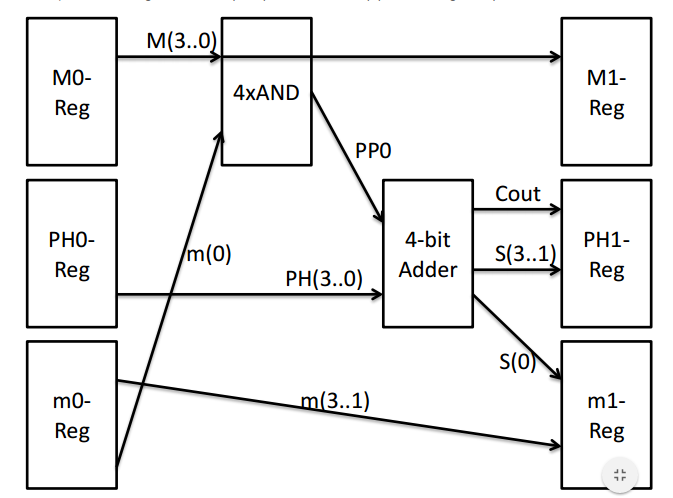 M(3..0)
M0-
Reg
4xAND
M1-
Reg
PP0
Cout
PH0-
Reg
m(0)
4-bit
Adder
S(3..1)
PH1-
Reg
PH(3..0)
S(0)
m0-
Reg
m(3..1)
m1-
Reg